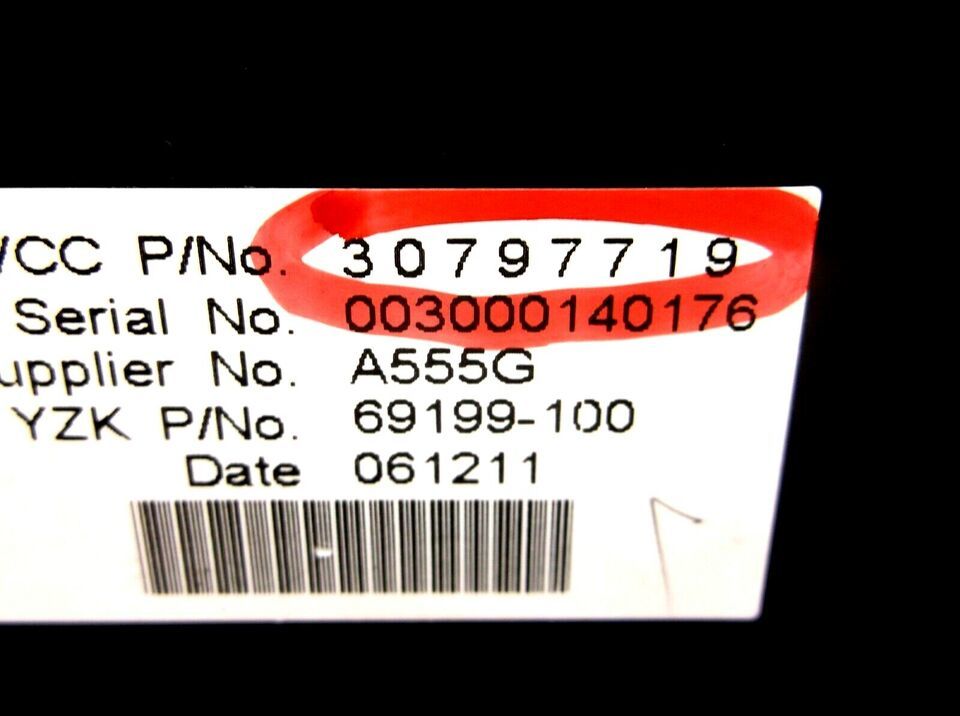 /CC P/No. 30797719
Serial No. 003000140176
upplier No. A555G
YZK P/No. 69199-100
Date 061211